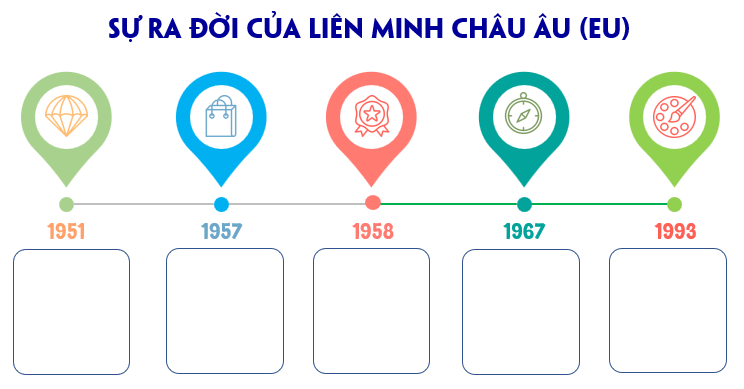 SỰ RA ĐỜI CỦA LIÊN MINH CHÂU ÂU (EU)
1951 1957 1958 1967 1993